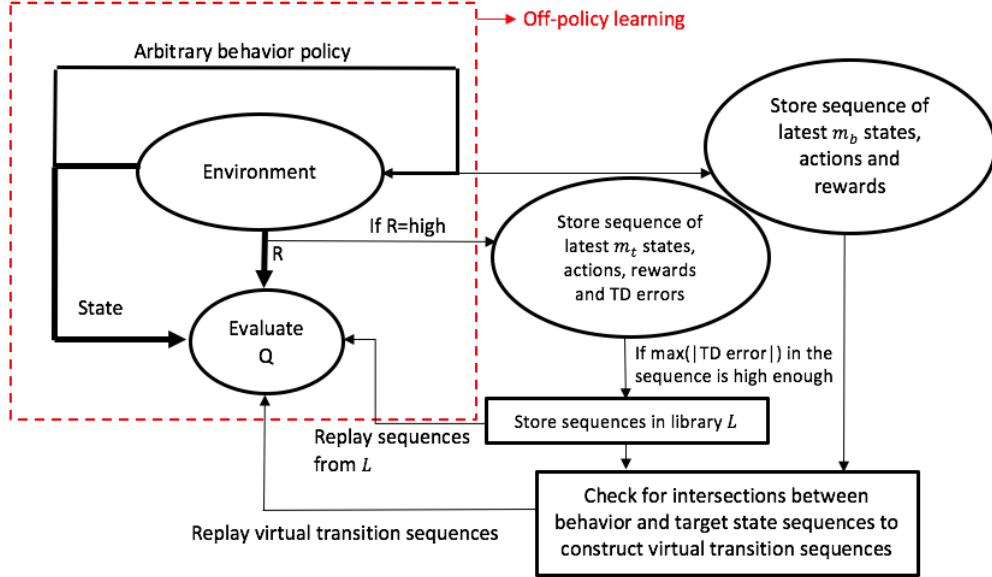 Off-policy learning
Arbitrary behavior policy
Environment
Store sequence of
latest m_b states,
actions and
rewards
If R=high
R
Store sequence of
latest m_t states,
actions, rewards
and TD errors
State
Evaluate
Q
If max(|TD error|) in the
sequence is high enough
Store sequences in library L
Replay sequences
from L
Check for intersections between
behavior and target state sequences to
construct virtual transition sequences
Replay virtual transition sequences